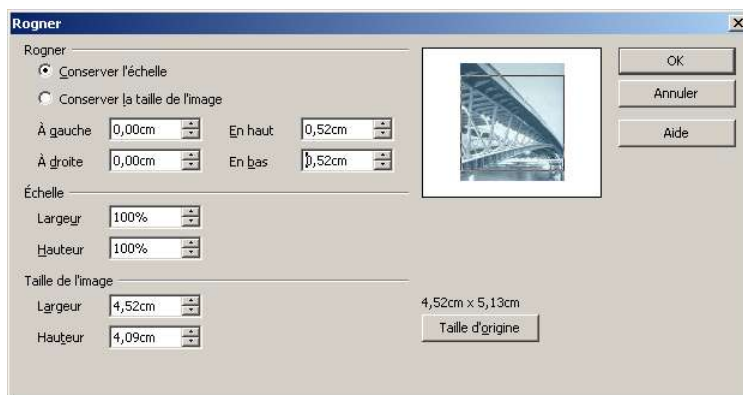 Rogner
Rogner
Conserver l'échelle
Conserver la taille de l'image
À gauche 0,00cm En haut 0,52cm
À droite 0,00cm En bas 0,52cm
Échelle
Largeur 100%
Hauteur 100%
Taille de l'image
Largeur 4,52cm
Hauteur 4,09cm
4,52cm x 5,13cm
Taille d'origine
OK
Annuler
Aide